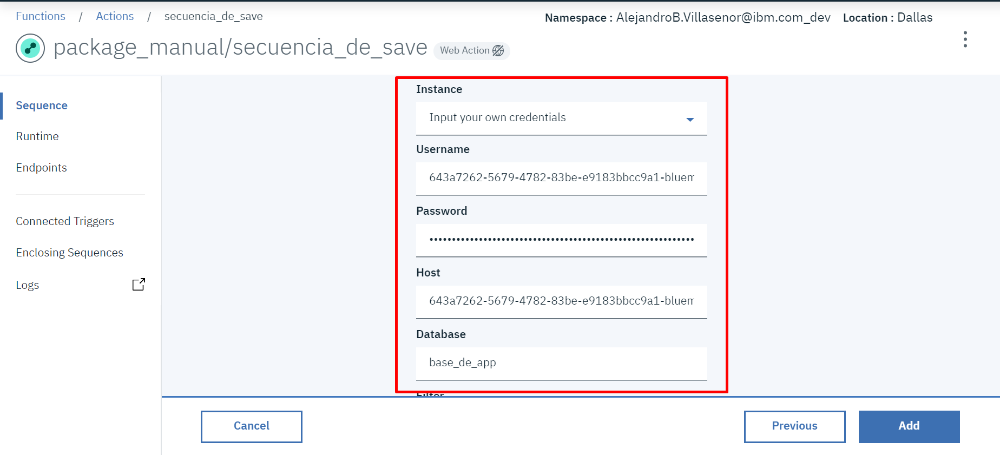 Functions / Actions / secuencia_de_save
Namespace : AlejandroB.Villasenor@ibm.com_dev Location : Dallas
package_manual/secuencia_de_save Web Action
Sequence
Runtime
Endpoints
Connected Triggers
Enclosing Sequences
Logs
Instance
Input your own credentials
Username
643a7262-5679-4782-83be-e9183bbcc9a1-bluem
Password
••••••••••••••••••••••••••••••••••••••••••••••••••••••••••••
Host
643a7262-5679-4782-83be-e9183bbcc9a1-bluem
Database
base_de_app
Filter
Cancel
Previous
Add